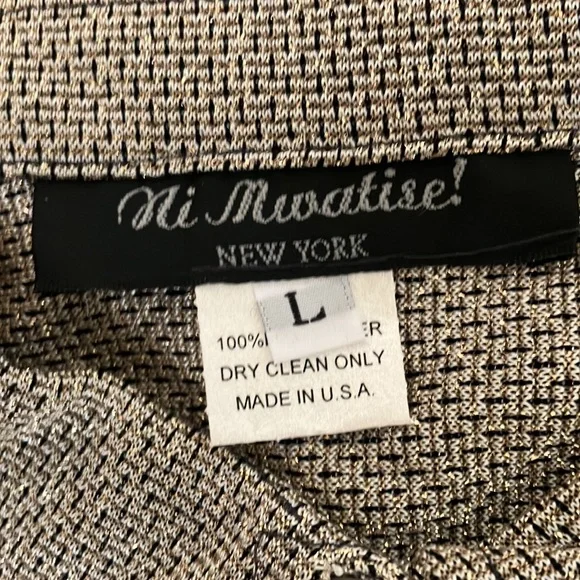 Ni Mwatise!
NEW YORK
L
100%
DRY CLEAN ONLY
MADE IN U.S.A.